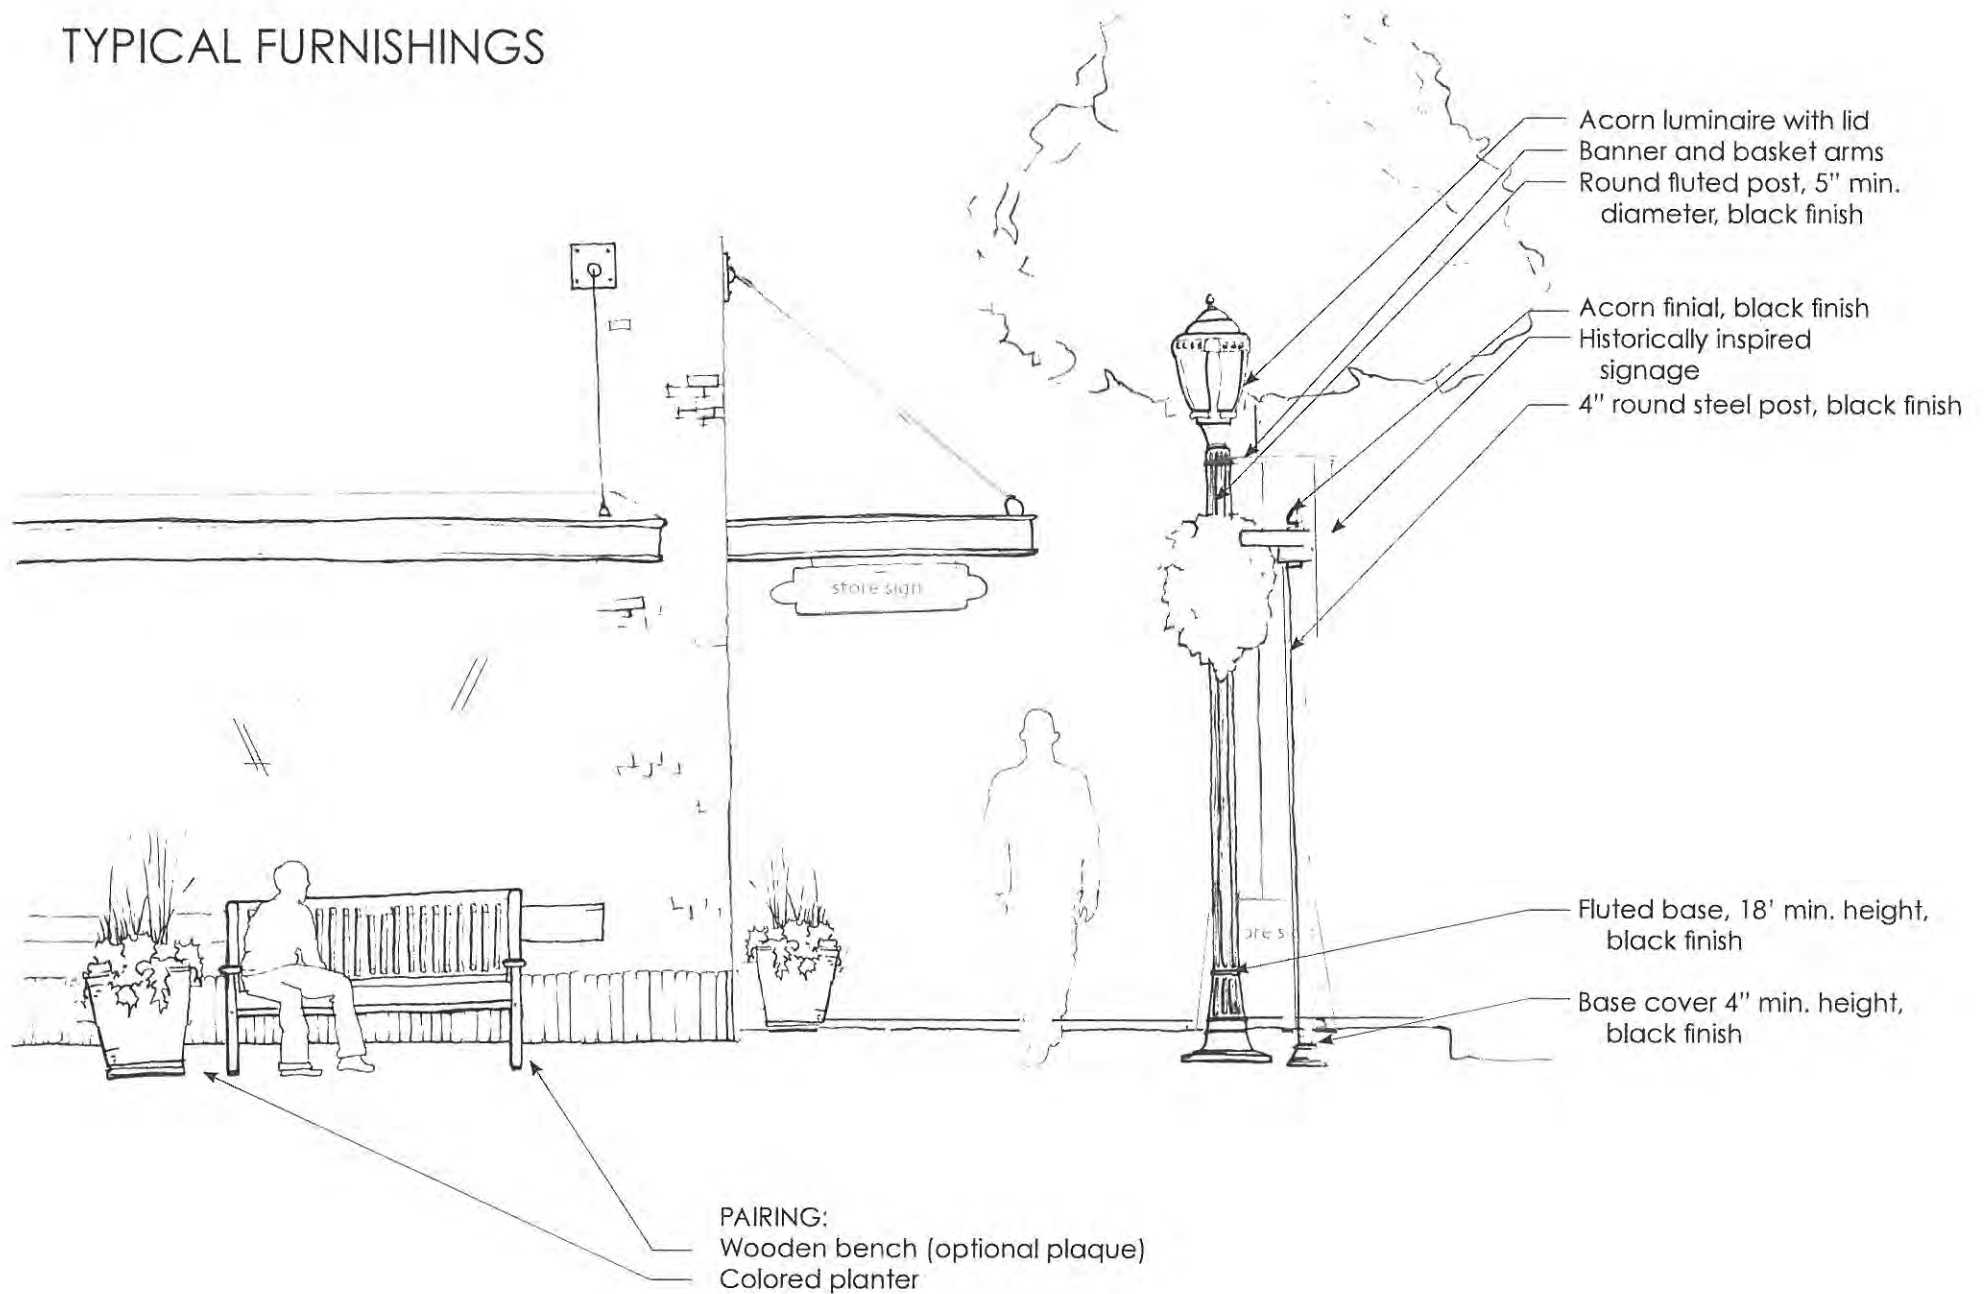 TYPICAL FURNISHINGS
Acorn luminaire with lid
Banner and basket arms
Round fluted post, 5" min.
diameter, black finish
Acorn finial, black finish
Historically inspired
signage
4" round steel post, black finish
store sign
Fluted base, 18' min. height,
black finish
Base cover 4" min. height,
black finish
PAIRING:
Wooden bench (optional plaque)
Colored planter